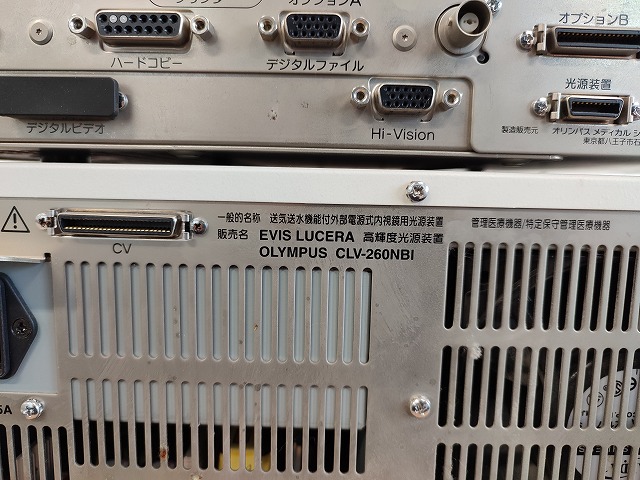 オプションA
オプションB
ハードコピー
デジタルファイル
光源装置
デジタルビデオ
Hi-Vision
製造販売元 オリンパス メディカル シ
東京都八王子市石
一般的名称 送気送水機能付外部電源式内視鏡用光源装置
管理医療機器/特定保守管理医療機器
販売名 EVIS LUCERA 高輝度光源装置
CV
OLYMPUS CLV-260NBI
5A